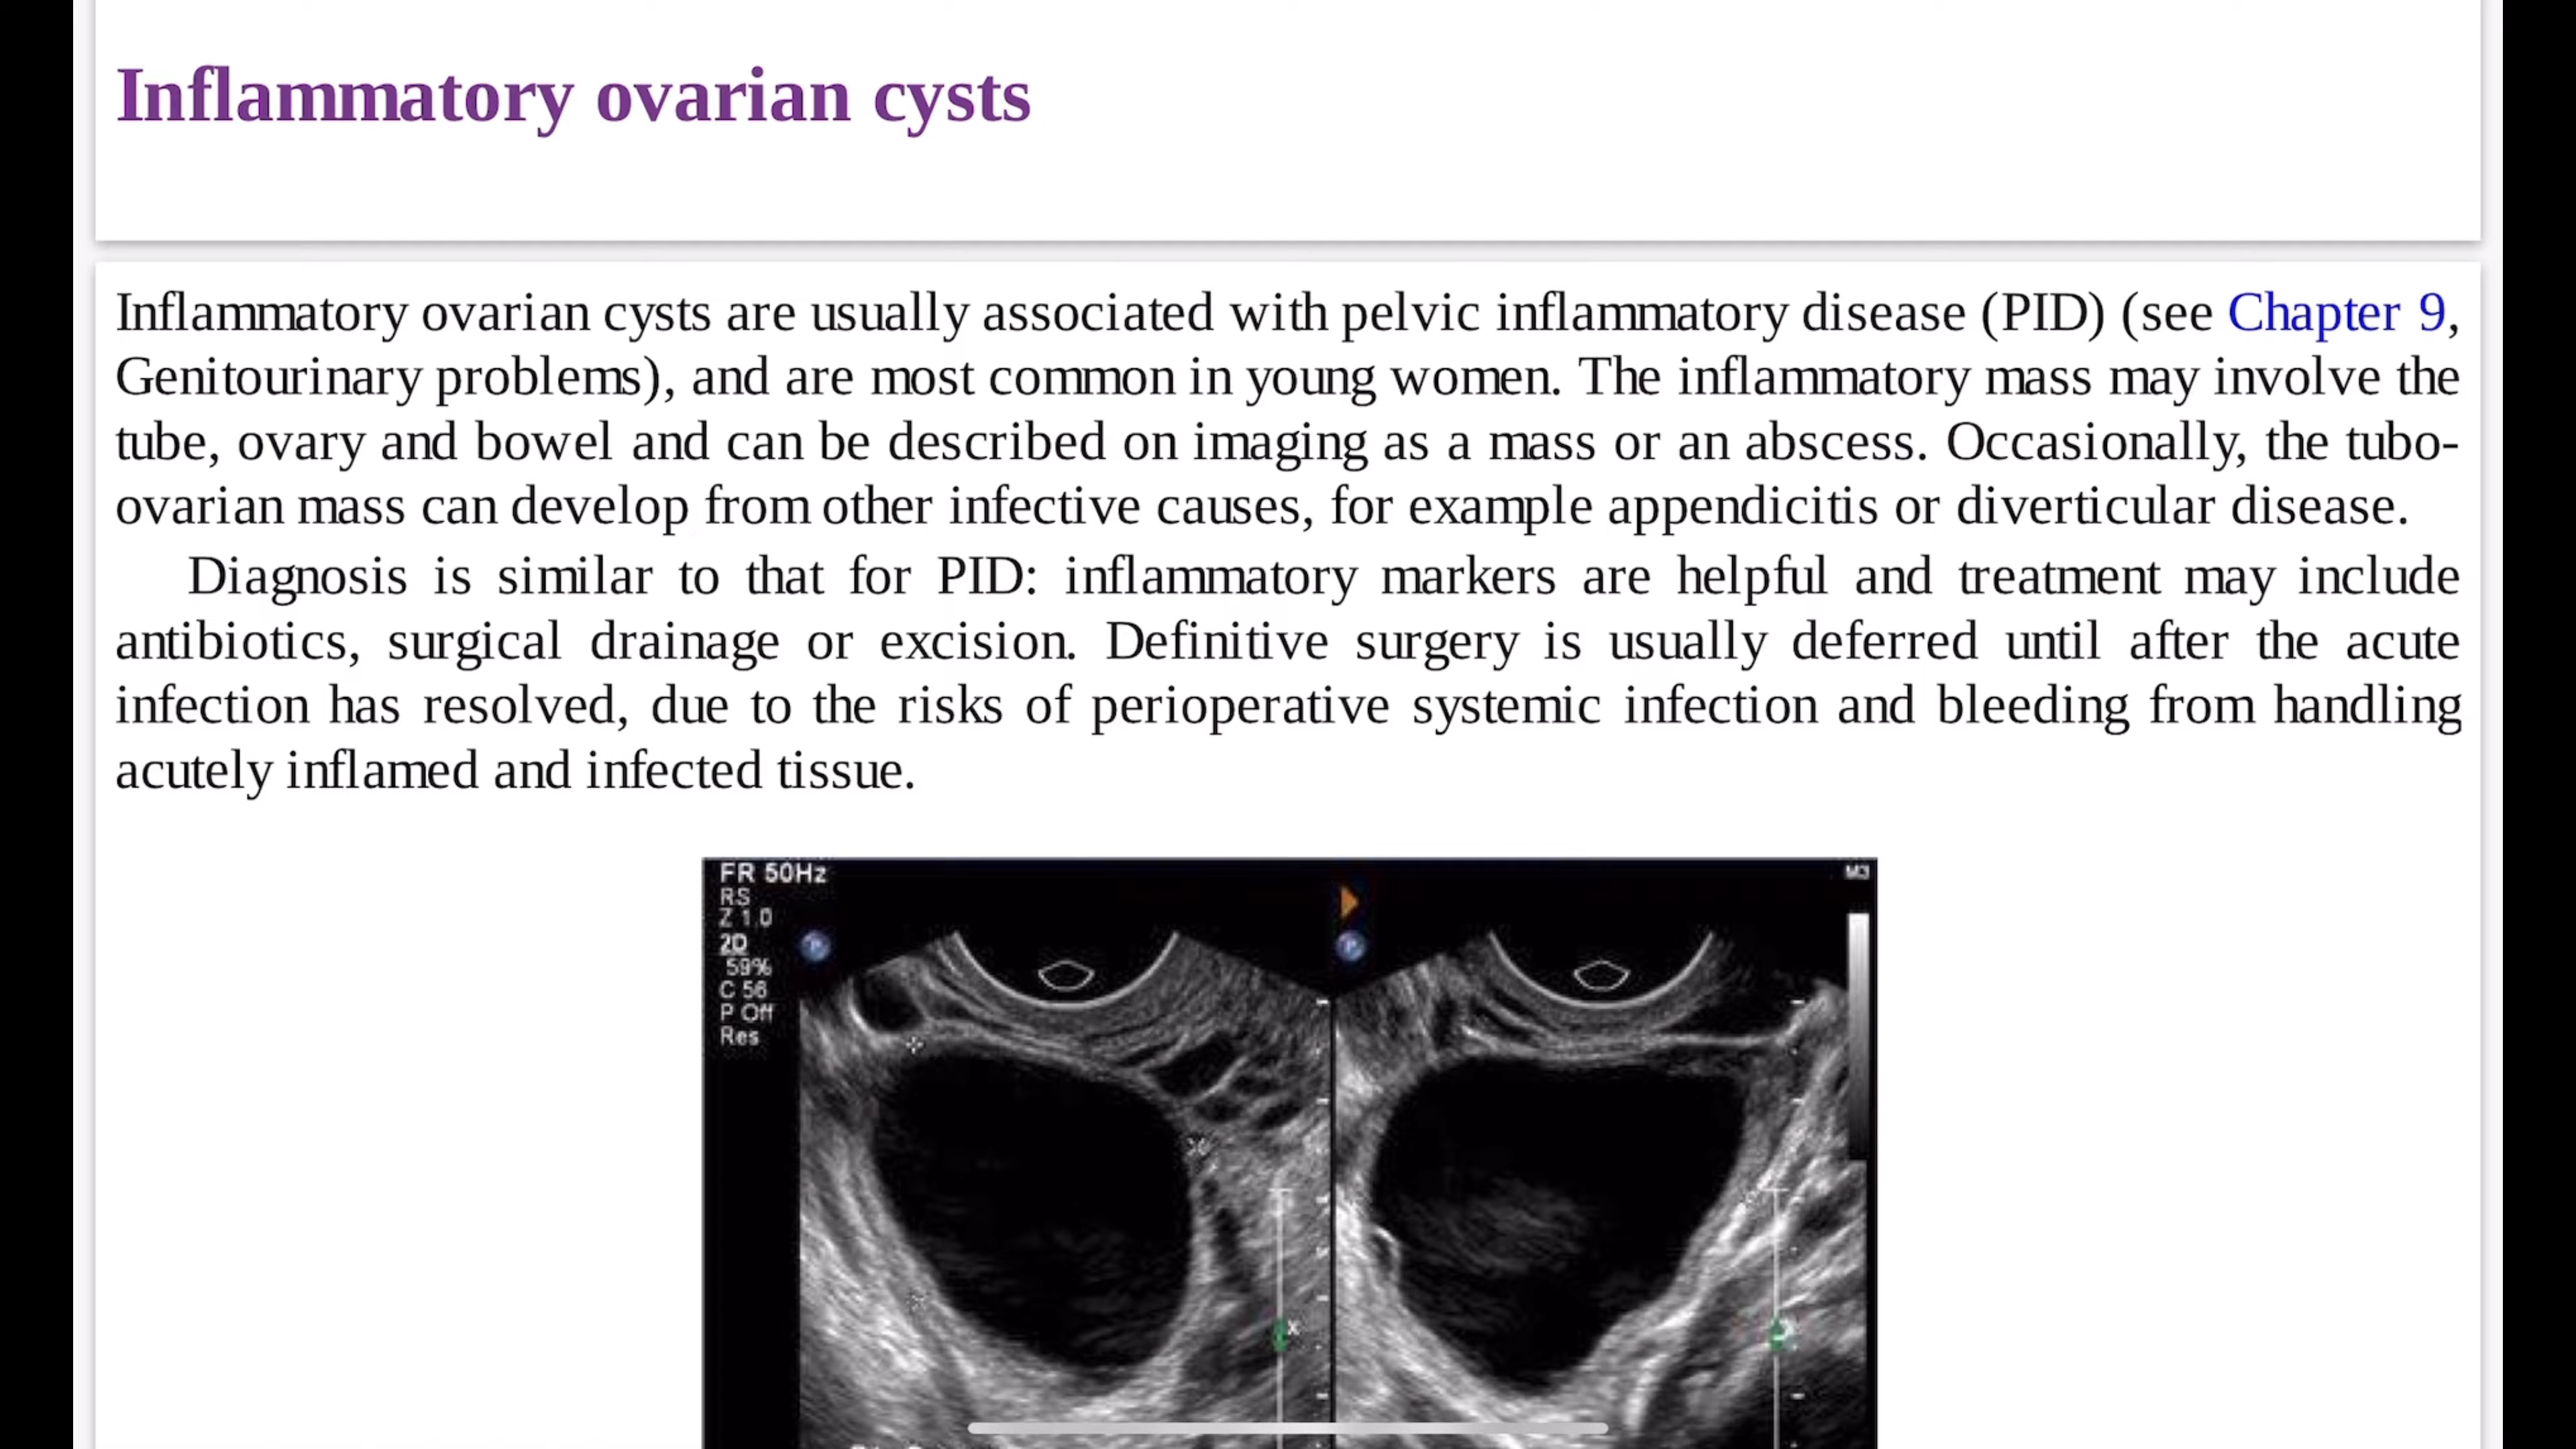 Inflammatory ovarian cysts
Inflammatory ovarian cysts are usually associated with pelvic inflammatory disease (PID) (see Chapter 9,
Genitourinary problems), and are most common in young women. The inflammatory mass may involve the
tube, ovary and bowel and can be described on imaging as a mass or an abscess. Occasionally, the tubo-
ovarian mass can develop from other infective causes, for example appendicitis or diverticular disease.
Diagnosis is similar to that for PID: inflammatory markers are helpful and treatment may include
antibiotics, surgical drainage or excision. Definitive surgery is usually deferred until after the acute
infection has resolved, due to the risks of perioperative systemic infection and bleeding from handling
acutely inflamed and infected tissue.
FR 50Hz
M3
RS
Z 1.0
2D
59%
C 56
P Off
Res
P
P
x